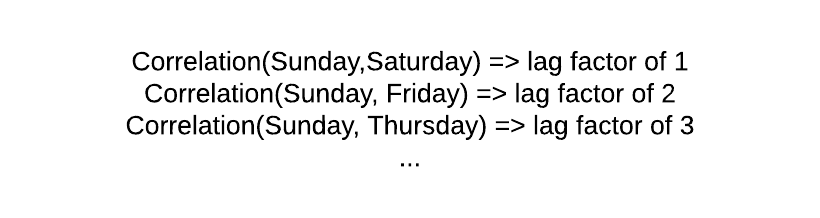 Correlation(Sunday,Saturday) => lag factor of 1
Correlation(Sunday, Friday) => lag factor of 2
Correlation(Sunday, Thursday) => lag factor of 3
...